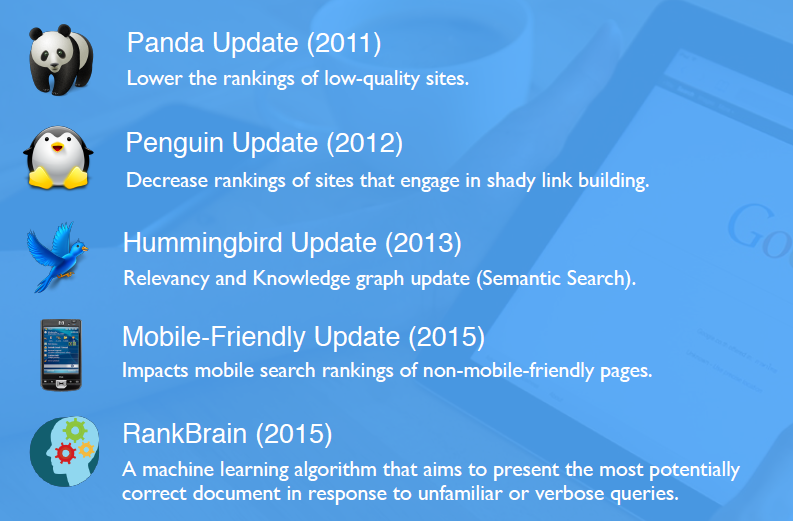 Panda Update (2011)
Lower the rankings of low-quality sites.
Penguin Update (2012)
Decrease rankings of sites that engage in shady link building.
Hummingbird Update (2013)
Relevancy and Knowledge graph update (Semantic Search).
Mobile-Friendly Update (2015)
Impacts mobile search rankings of non-mobile-friendly pages.
RankBrain (2015)
A machine learning algorithm that aims to present the most potentially
correct document in response to unfamiliar or verbose queries.
Goo